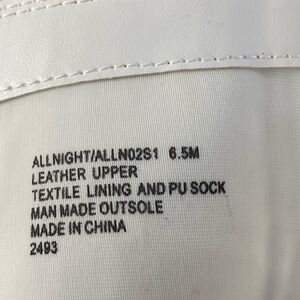 ALLNIGHT/ALLN02S1 6.5M
LEATHER UPPER
TEXTILE LINING AND PU SOCK
MAN MADE OUTSOLE
MADE IN CHINA
2493